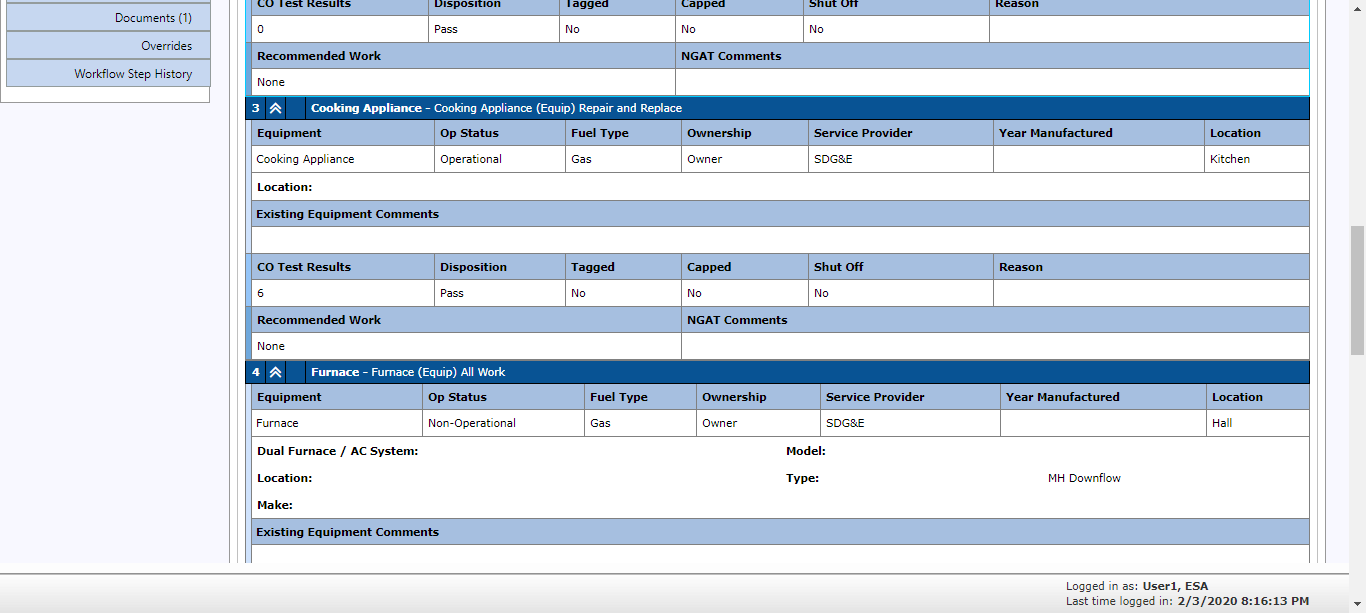 CO Test Results Disposition Tagged Capped Shut Off Reason
Documents (1)
0 Pass No No No
Overrides
Recommended Work NGAT Comments
Workflow Step History
None
3 Cooking Appliance - Cooking Appliance (Equip) Repair and Replace
Equipment Op Status Fuel Type Ownership Service Provider Year Manufactured Location
Cooking Appliance Operational Gas Owner SDG&E Kitchen
Location:
Existing Equipment Comments
CO Test Results Disposition Tagged Capped Shut Off Reason
6 Pass No No No
Recommended Work NGAT Comments
None
4 Furnace - Furnace (Equip) All Work
Equipment Op Status Fuel Type Ownership Service Provider Year Manufactured Location
Furnace Non-Operational Gas Owner SDG&E Hall
Dual Furnace / AC System: Model:
Location: Type: MH Downflow
Make:
Existing Equipment Comments
Logged in as: User1, ESA
Last time logged in: 2/3/2020 8:16:13 PM